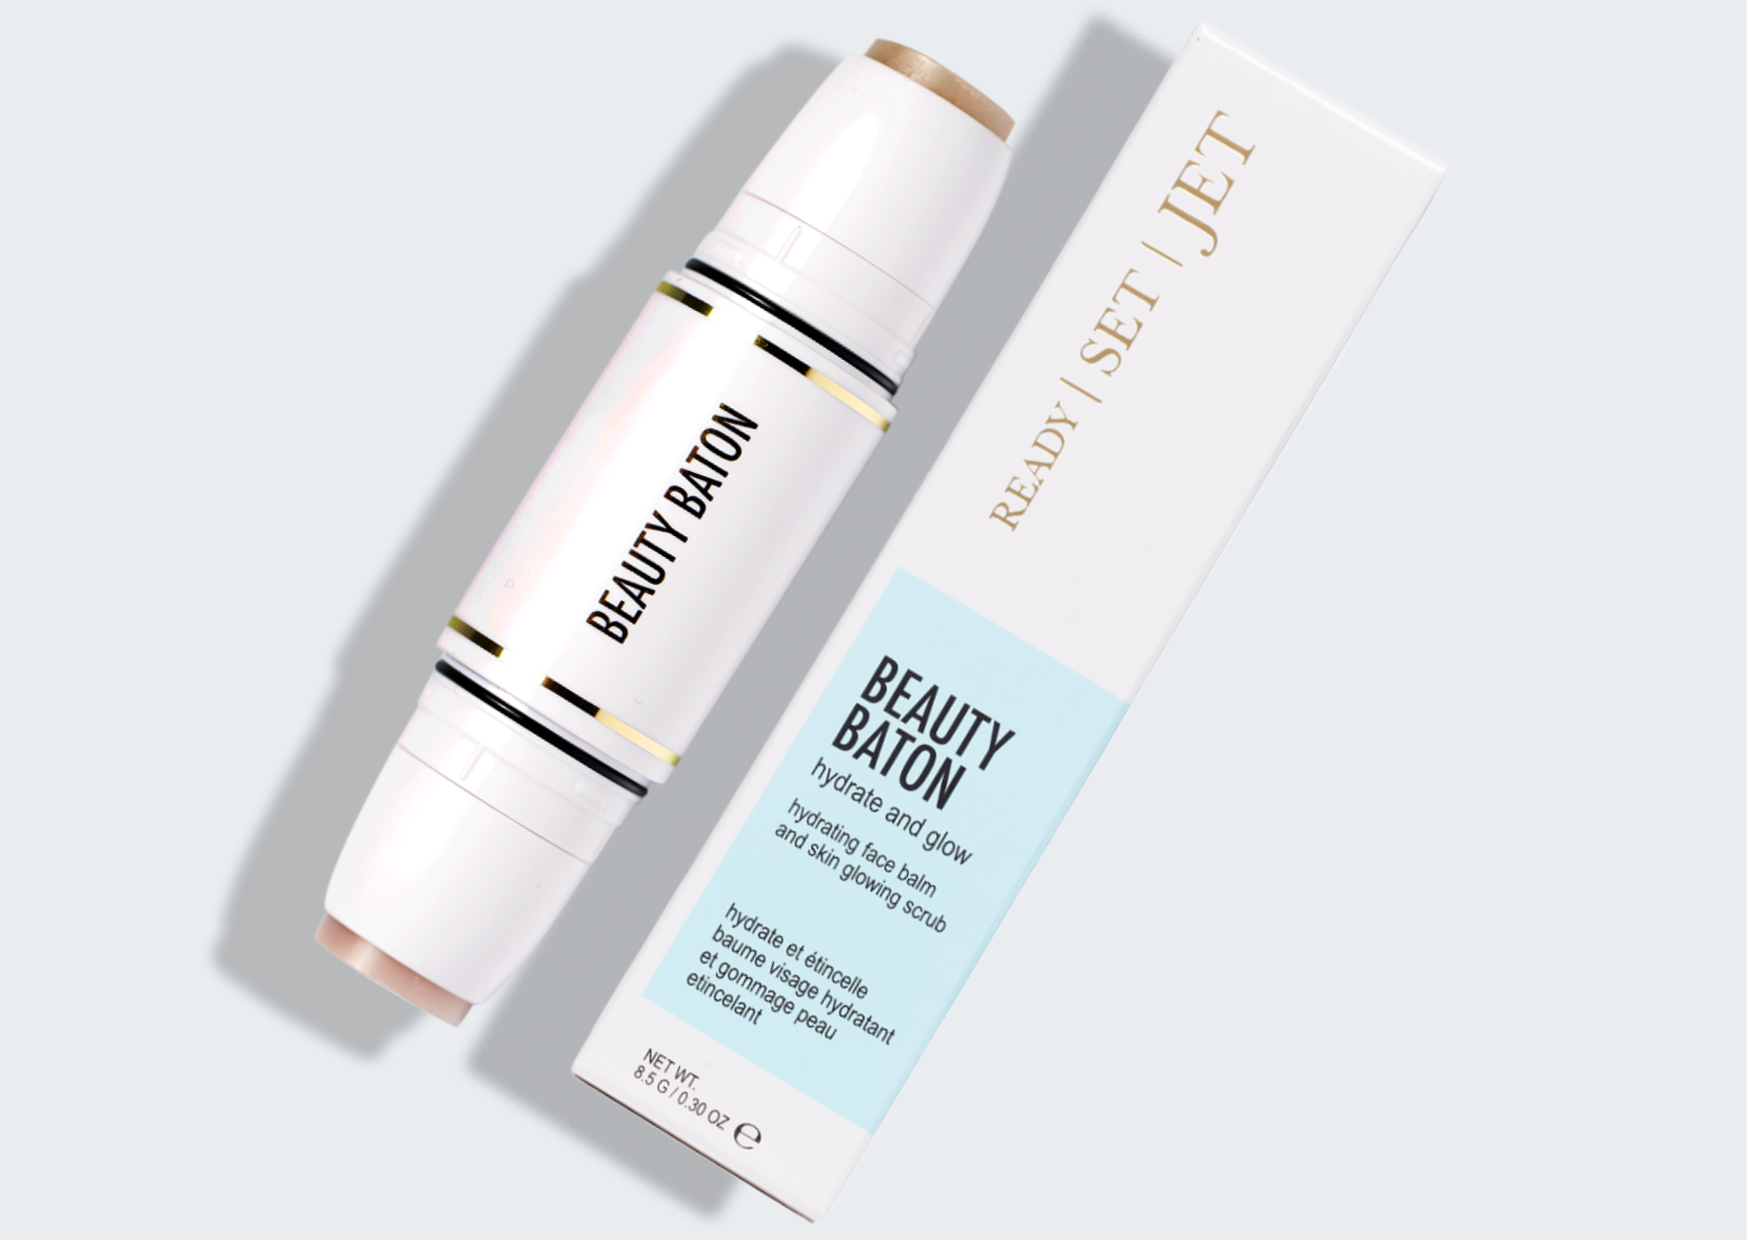 BEAUTY BATON
READY | SET | JET
BEAUTY
BATON
hydrate and glow
hydrating face balm
and skin glowing scrub
hydrate et étincelle
baume visage hydratant
et gommage peau
etincelant
NET WT.
8.5 G / 0.30 OZ ℮